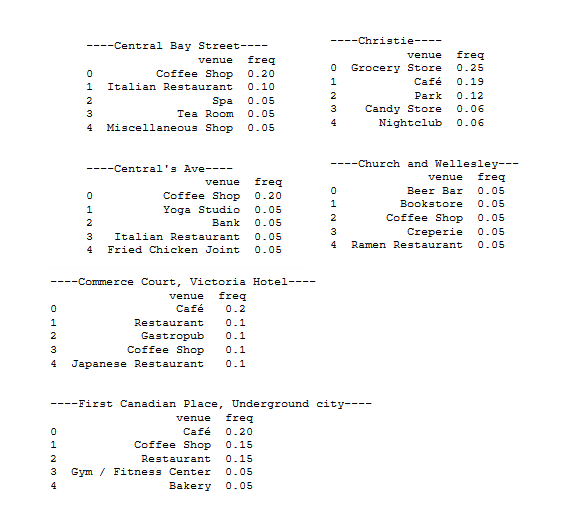 ----Central Bay Street----
venue freq
0 Coffee Shop 0.20
1 Italian Restaurant 0.10
2 Spa 0.05
3 Tea Room 0.05
4 Miscellaneous Shop 0.05
----Christie----
venue freq
0 Grocery Store 0.25
1 Café 0.19
2 Park 0.12
3 Candy Store 0.06
4 Nightclub 0.06
----Central's Ave----
venue freq
0 Coffee Shop 0.20
1 Yoga Studio 0.05
2 Bank 0.05
3 Italian Restaurant 0.05
4 Fried Chicken Joint 0.05
----Church and Wellesley---
venue freq
0 Beer Bar 0.05
1 Bookstore 0.05
2 Coffee Shop 0.05
3 Creperie 0.05
4 Ramen Restaurant 0.05
----Commerce Court, Victoria Hotel----
venue freq
0 Café 0.2
1 Restaurant 0.1
2 Gastropub 0.1
3 Coffee Shop 0.1
4 Japanese Restaurant 0.1
----First Canadian Place, Underground city----
venue freq
0 Café 0.20
1 Coffee Shop 0.15
2 Restaurant 0.15
3 Gym / Fitness Center 0.05
4 Bakery 0.05